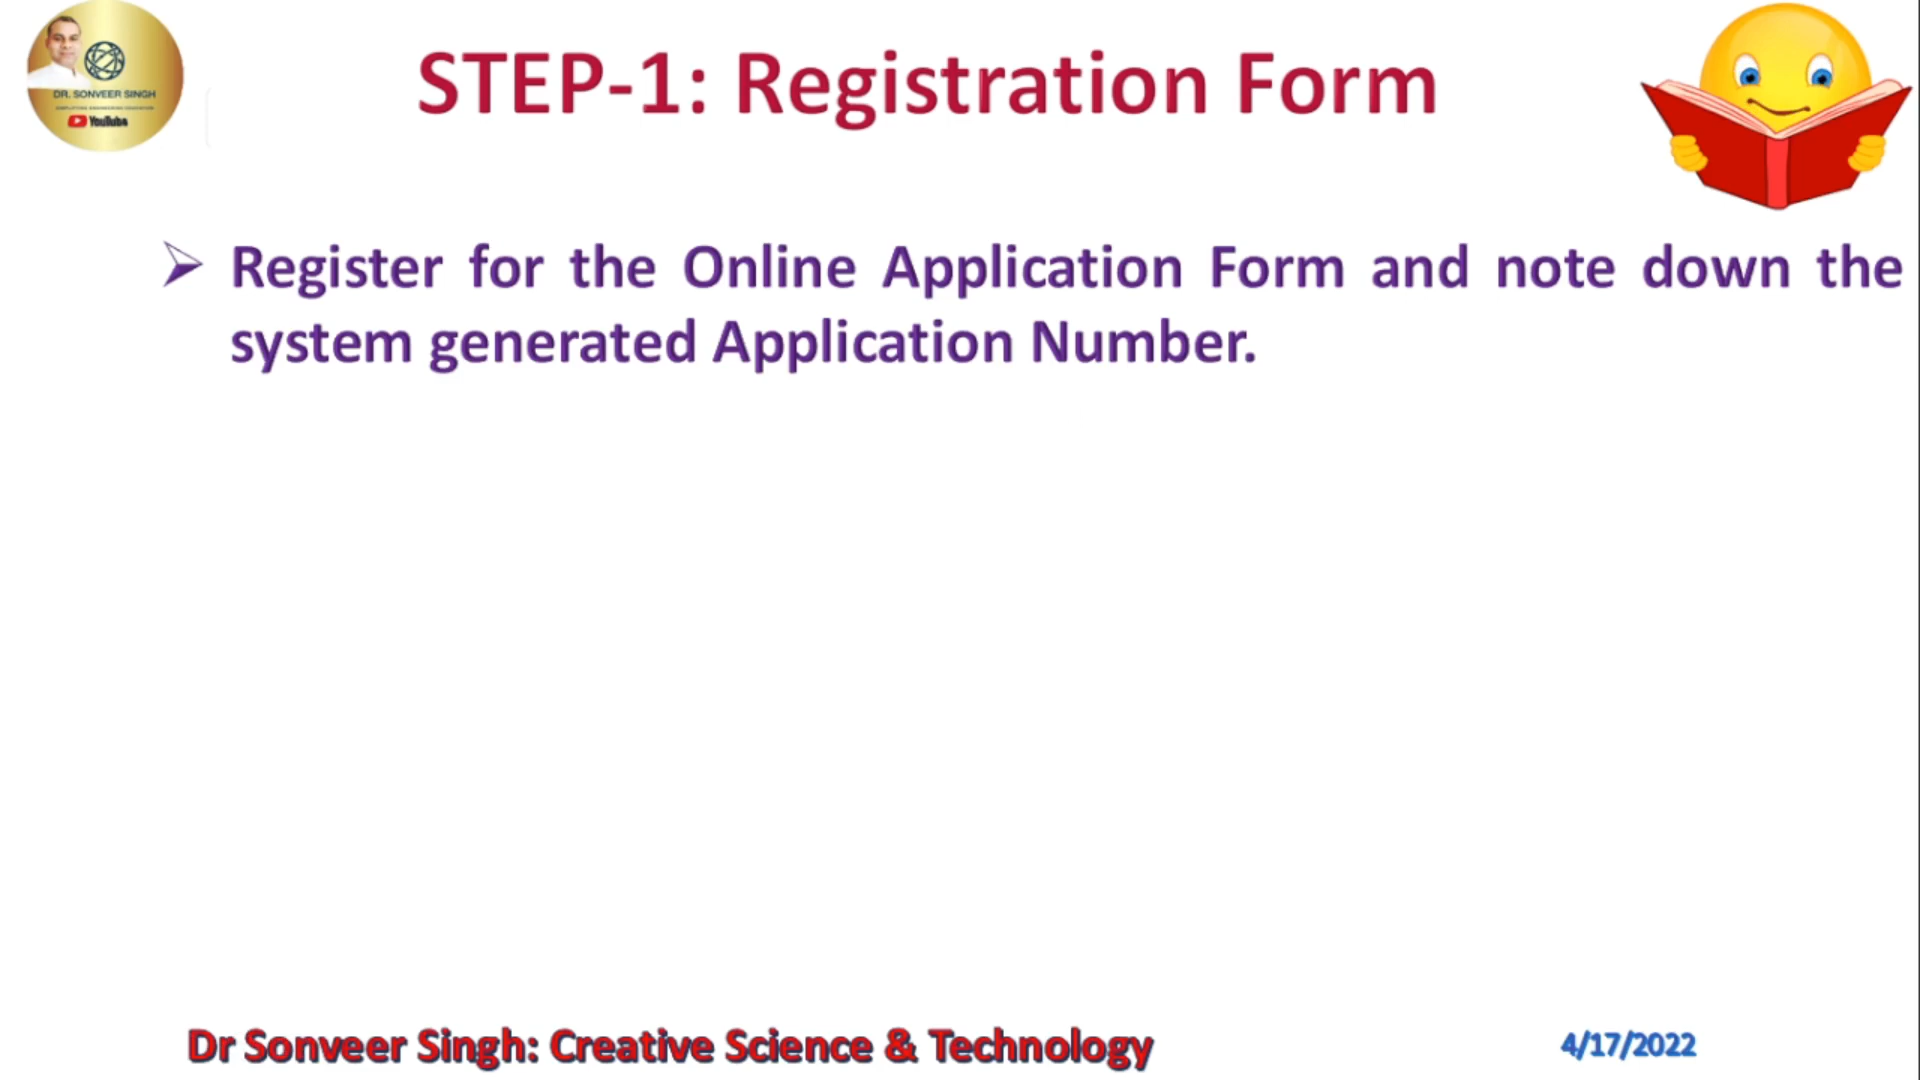 DR. SONVEER SINGH
YouTube
STEP-1: Registration Form
Register for the Online Application Form and note down the
system generated Application Number.
Dr Sonveer Singh: Creative Science & Technology
4/17/2022